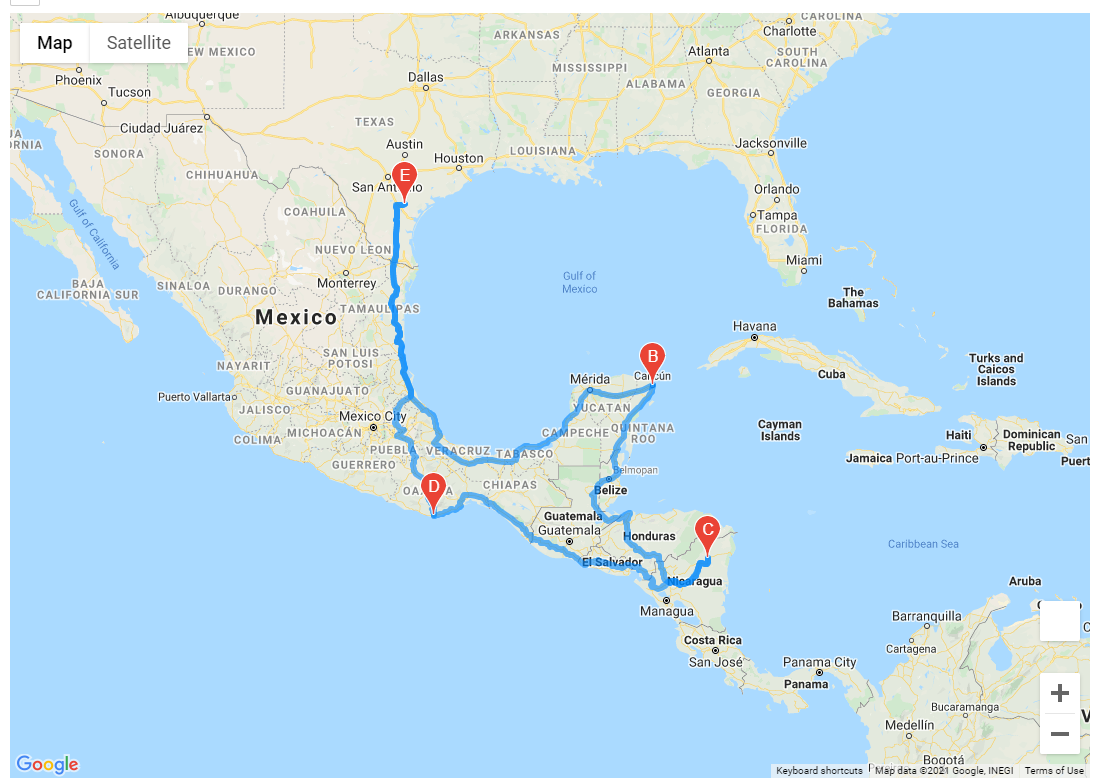 Albuquerque
CAROLINA
Charlotte
ARKANSAS
Map
Satellite
EW MEXICO
Atlanta
SOUTH
CAROLINA
MISSISSIPPI
Phoenix
Dallas
ALABAMA
GEORGIA
Tucson
Ciudad Juárez
TEXAS
JA
ORNIA
SONORA
Austin
Houston
LOUISIANA
Jacksonville
CHIHUAHUA
E
San Antonio
Orlando
Gulf of California
COAHUILA
Tampa
FLORIDA
NUEVO LEON
Miami
Gulf of
Mexico
BAJA
CALIFORNIA SUR
SINALOA
DURANGO
Monterrey
The
Bahamas
Mexico
TAMAULIPAS
Havana
SAN LUIS
POTOSI
NAYARIT
B
Cancún
Cuba
Turks and
Caicos
Islands
Mérida
GUANAJUATO
Puerto Vallarta
JALISCO
Mexico City
YUCATAN
COLIMA
MICHOACÁN
CAMPECHE
QUINTANA
ROO
Cayman
Islands
Haiti
Dominican
Republic
San
Puert
PUEBLA
VERACRUZ
TABASCO
Jamaica
Port-au-Prince
GUERRERO
Belmopan
D
OAXACA
CHIAPAS
Belize
Guatemala
Guatemala
C
Honduras
Caribbean Sea
El Salvador
Nicaragua
Aruba
Managua
Barranquilla
Costa Rica
Cartagena
San José
Panama City
Panama
Bucaramanga
Medellín
Bogotá
Google
Keyboard shortcuts
Map data ©2021 Google, INEGI
Terms of Use